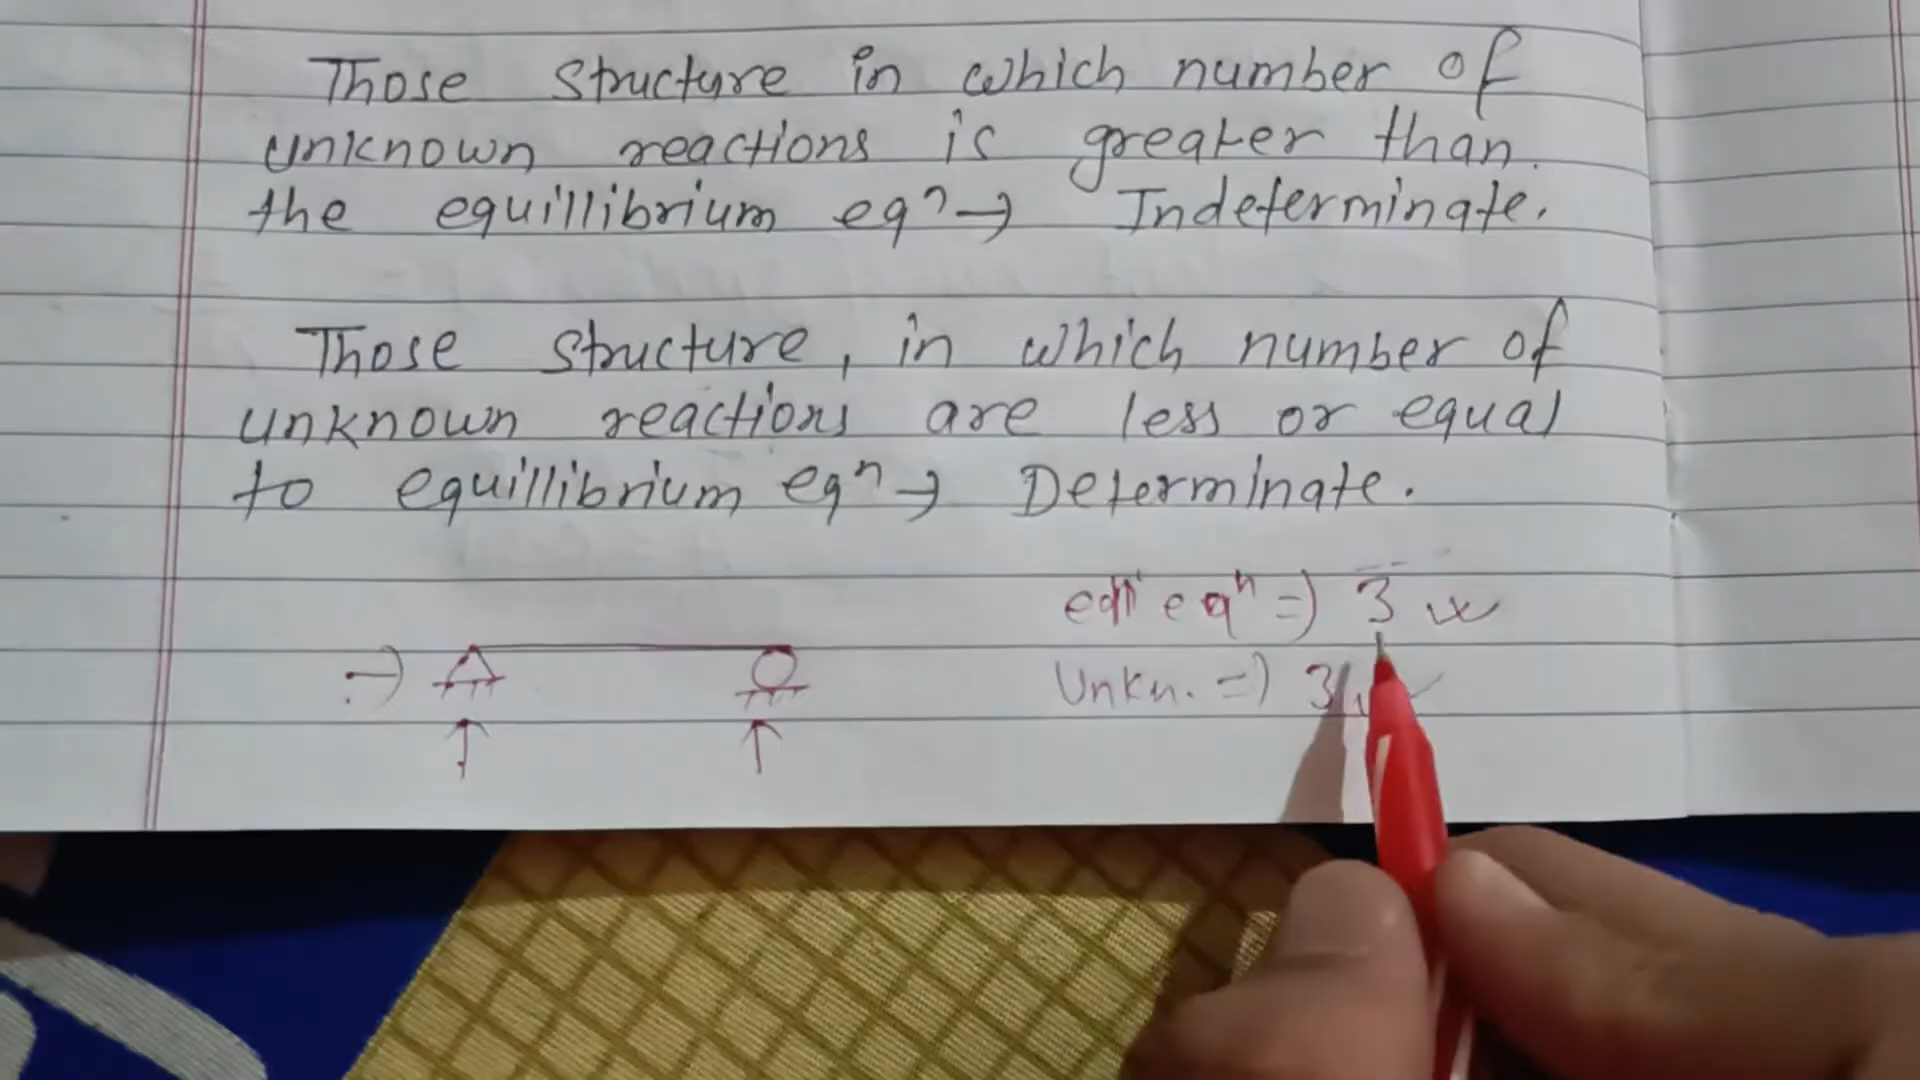 Those structure in which number of
unknown reactions is greater than
the equillibrium eqn → Indeterminate.
Those structure, in which number of
unknown reactions are less or equal
to equillibrium eqn → Determinate.
eqn => 3
Unkn. => 3